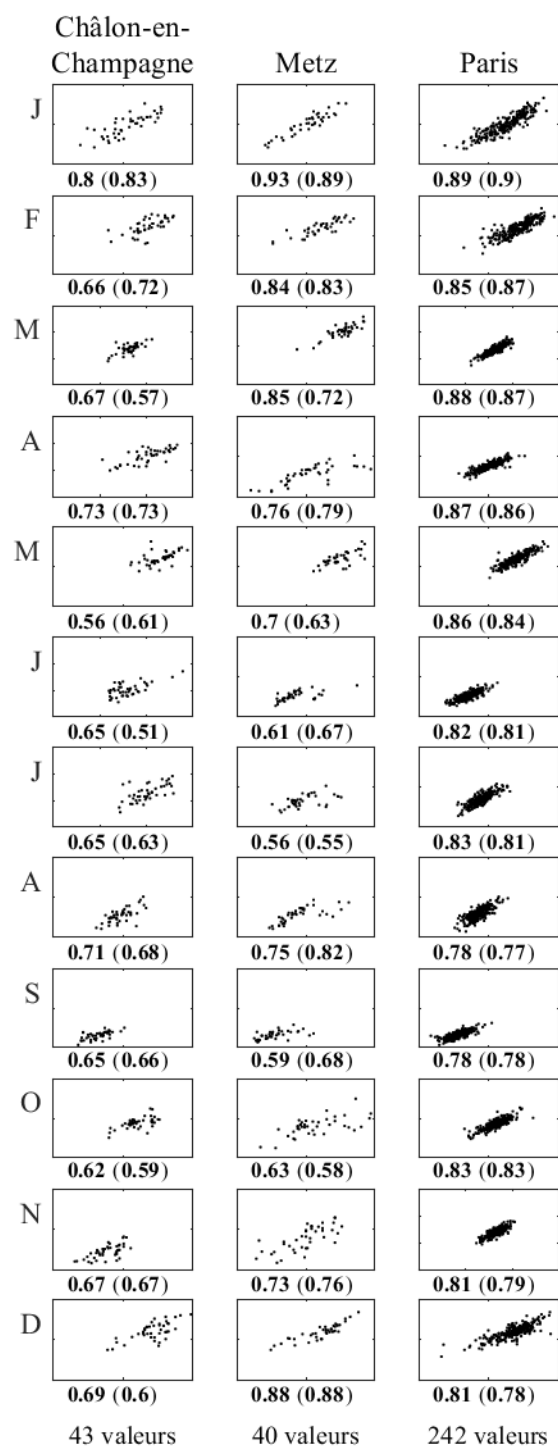 Châlon-en-
Champagne Metz Paris
J
0.8 (0.83) 0.93 (0.89) 0.89 (0.9)
F
0.66 (0.72) 0.84 (0.83) 0.85 (0.87)
M
0.67 (0.57) 0.85 (0.72) 0.88 (0.87)
A
0.73 (0.73) 0.76 (0.79) 0.87 (0.86)
M
0.56 (0.61) 0.7 (0.63) 0.86 (0.84)
J
0.65 (0.51) 0.61 (0.67) 0.82 (0.81)
J
0.65 (0.63) 0.56 (0.55) 0.83 (0.81)
A
0.71 (0.68) 0.75 (0.82) 0.78 (0.77)
S
0.65 (0.66) 0.59 (0.68) 0.78 (0.78)
O
0.62 (0.59) 0.63 (0.58) 0.83 (0.83)
N
0.67 (0.67) 0.73 (0.76) 0.81 (0.79)
D
0.69 (0.6) 0.88 (0.88) 0.81 (0.78)
43 valeurs 40 valeurs 242 valeurs